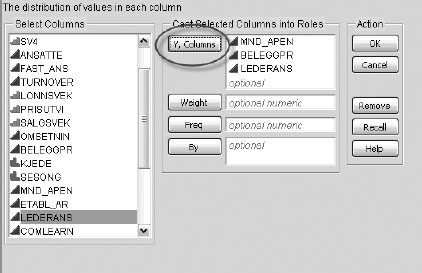 The distribution of values in each column
Select Columns
SV4
ANSATTE
FAST_ANS
TURNOVER
LONNSVEK
PRISUTVI
SALGSVEK
OMSETNIN
BELEGGPR
KJEDE
SESONG
MND_APEN
ETABL_AR
LEDERANS
COMLEARN
Cast Selected Columns into Roles
Y, Columns
MND_APEN
BELEGGPR
LEDERANS
optional
Weight
optional numeric
Freq
optional numeric
By
optional
Action
OK
Cancel
Remove
Recall
Help